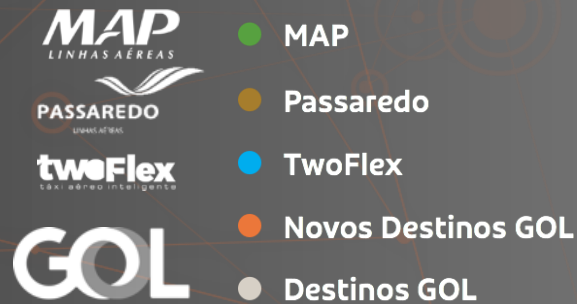 MAP
LINHAS AÉREAS
MAP
PASSAREDO
LINHAS AÉREAS
Passaredo
twoFlex
táxi aéreo inteligente
TwoFlex
Novos Destinos GOL
GOL
Destinos GOL